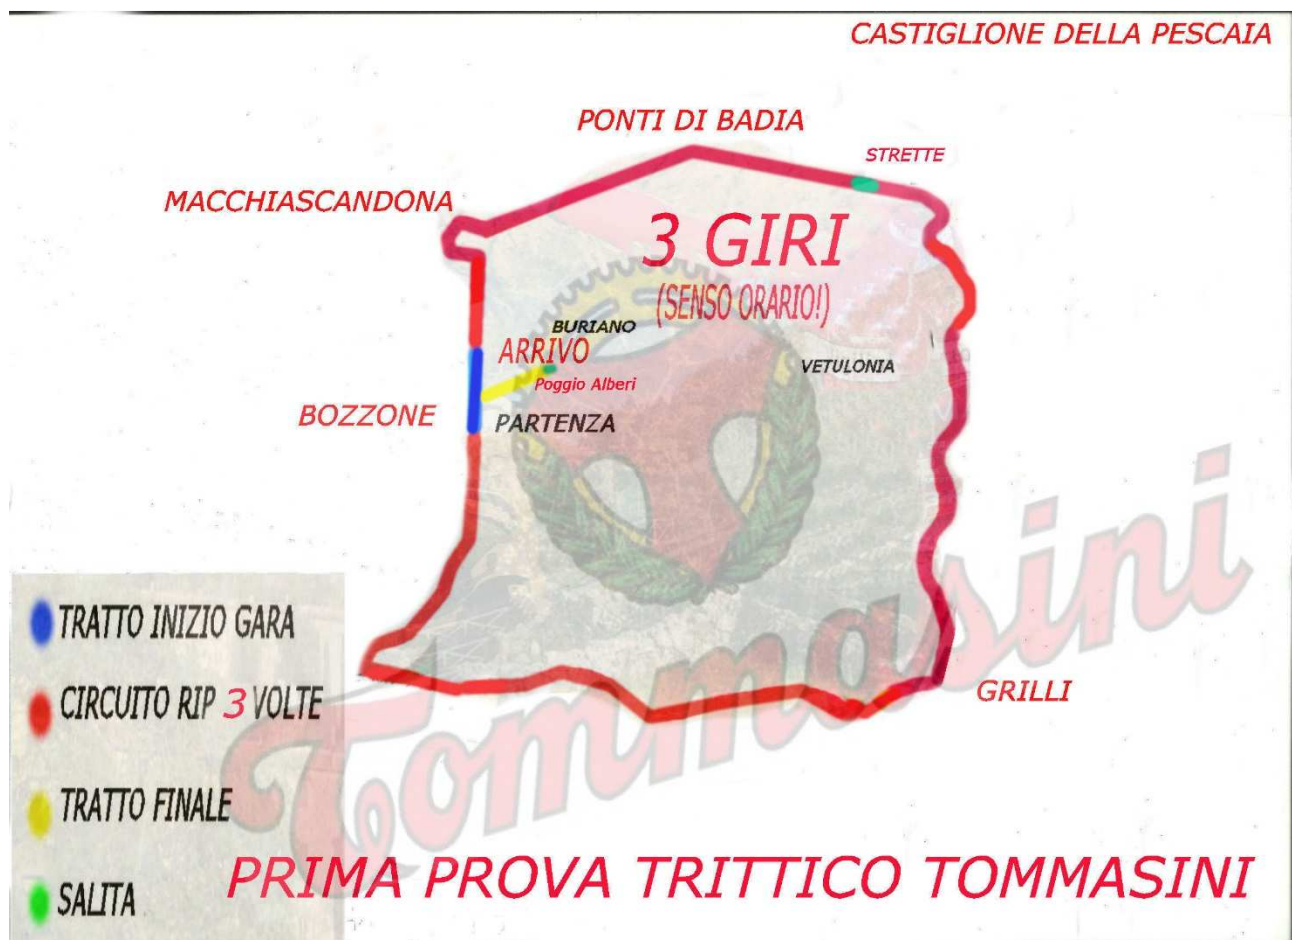 CASTIGLIONE DELLA PESCAIA
PONTI DI BADIA
STRETTE
MACCHIASCANDONA
3 GIRI
(SENSO ORARIO!)
BURIANO
ARRIVO
VETULONIA
Poggio Alberi
BOZZONE
PARTENZA
TRATTO INIZIO GARA
GRILLI
CIRCUITO RIP 3 VOLTE
Tommasini
TRATTO FINALE
PRIMA PROVA TRITTICO TOMMASINI
SALITA